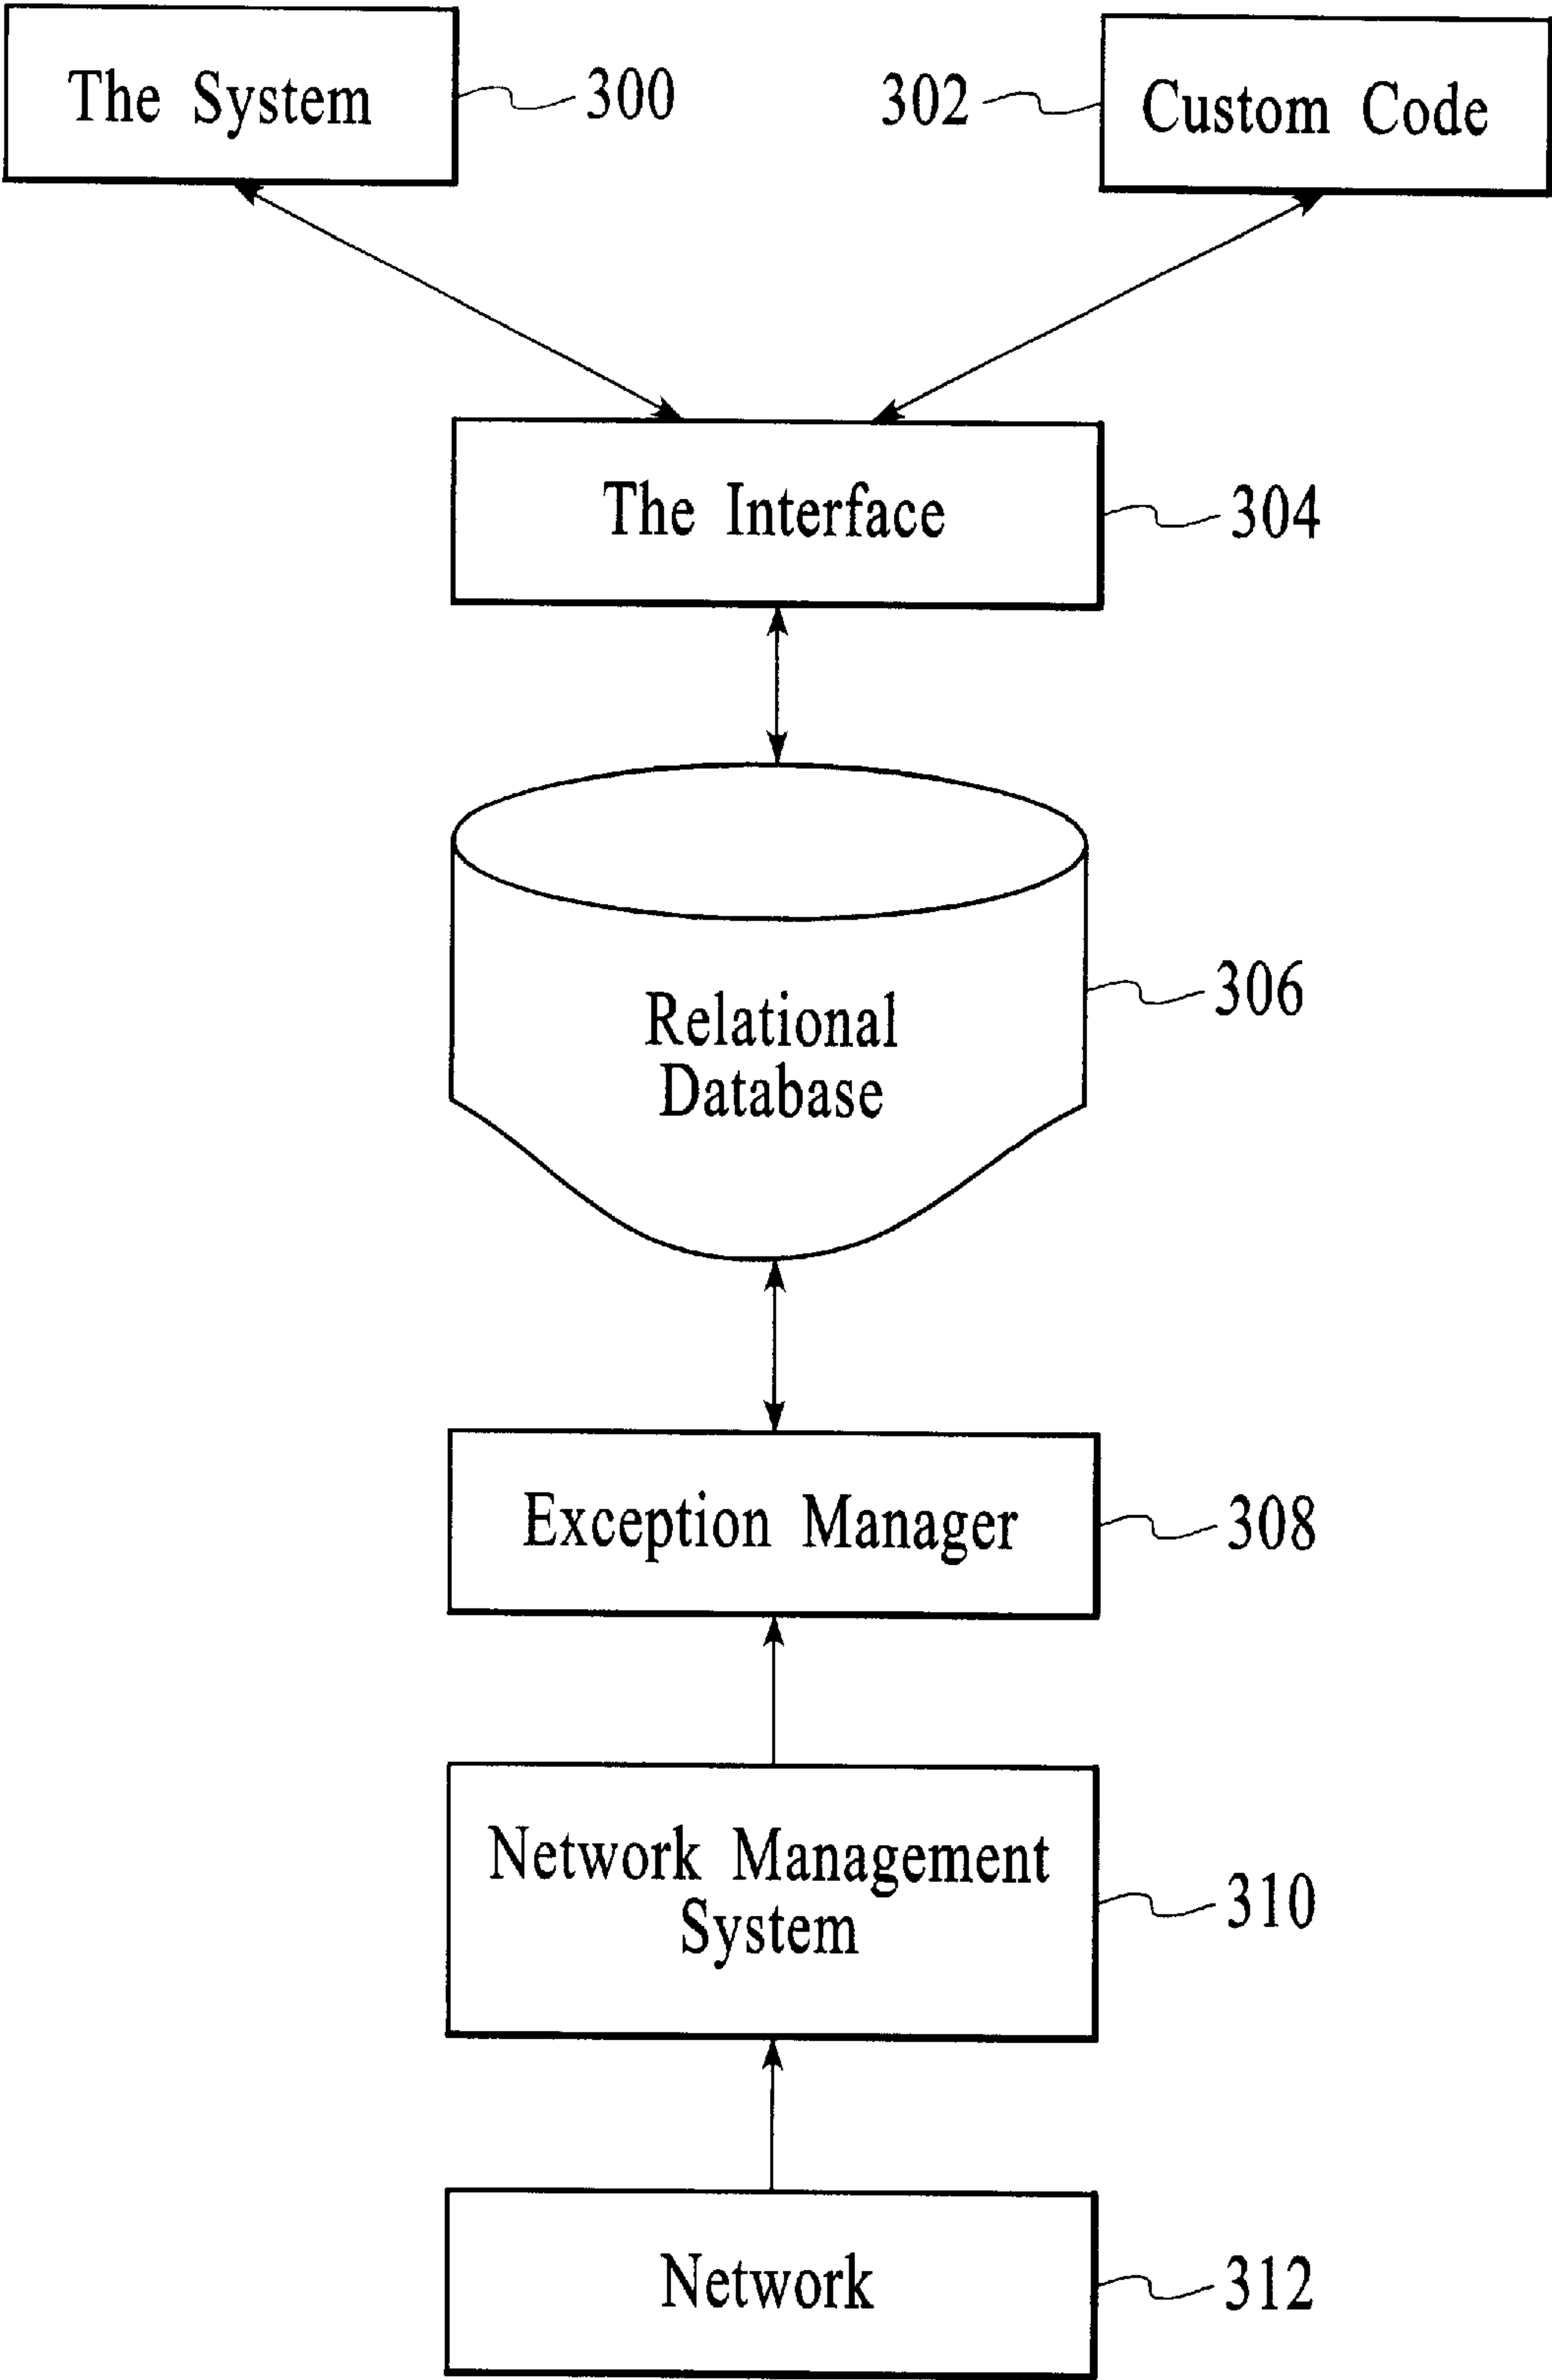 The System
300
302
Custom Code
The Interface
304
Relational
Database
306
Exception Manager
308
Network Management
System
310
Network
312